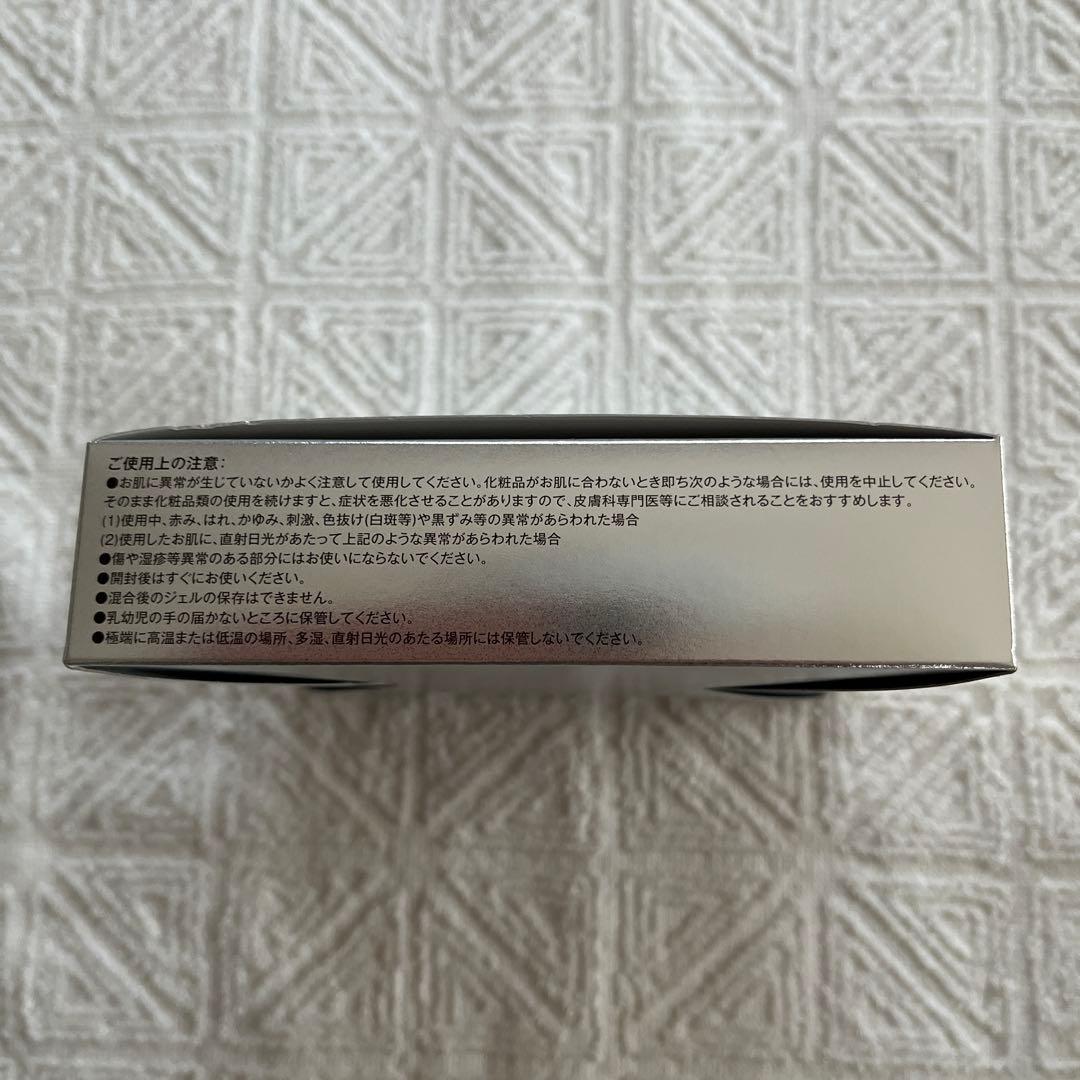 ご使用上の注意:
●お肌に異常が生じていないかよく注意して使用してください。化粧品がお肌に合わないとき即ち次のような場合には、使用を中止してください。
そのまま化粧品類の使用を続けますと、症状を悪化させることがありますので、皮膚科専門医等にご相談されることをおすすめします。
(1)使用中、赤み、はれ、かゆみ、刺激、色抜け(白斑等)や黒ずみ等の異常があらわれた場合
(2)使用したお肌に、直射日光があたって上記のような異常があらわれた場合
●傷や湿疹等異常のある部分にはお使いにならないでください。
●開封後はすぐにお使いください。
●混合後のジェルの保存はできません。
●乳幼児の手の届かないところに保管してください。
●極端に高温または低温の場所、多湿、直射日光のあたる場所には保管しないでください。